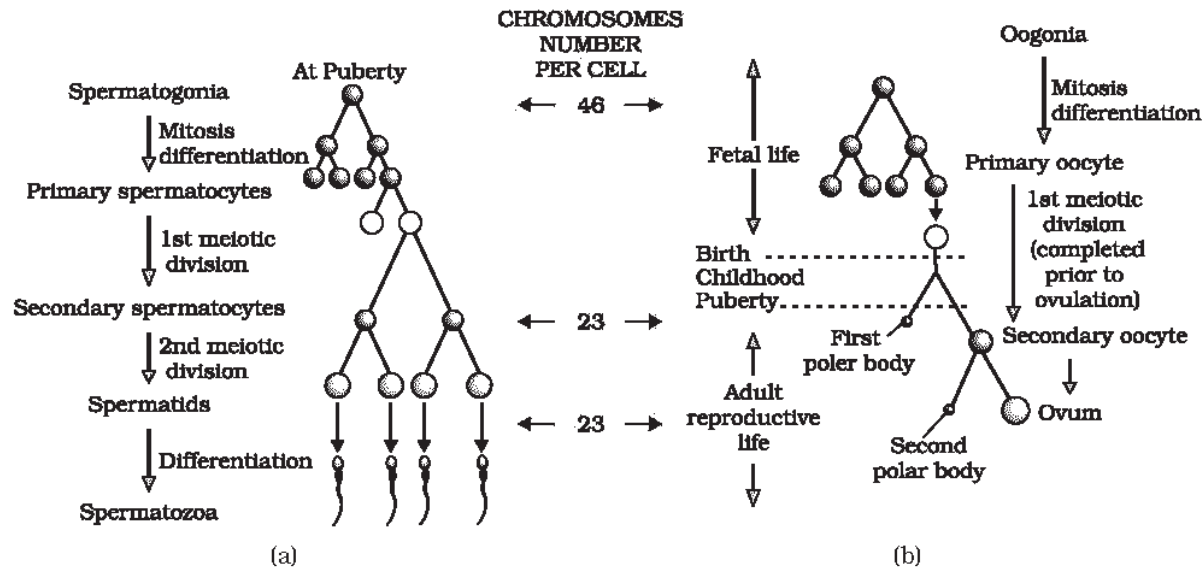 CHROMOSOMES
NUMBER
PER CELL
At Puberty
Spermatogonia
Mitosis
differentiation
Primary spermatocytes
1st meiotic
division
Secondary spermatocytes
2nd meiotic
division
Spermatids
Differentiation
Spermatozoa
(a)
46
23
23
Fetal life
Birth
Childhood
Puberty
Adult
reproductive
life
First
poler body
Second
polar body
Oogonia
Mitosis
differentiation
Primary oocyte
1st meiotic
division
(completed
prior to
ovulation)
Secondary oocyte
Ovum
(b)